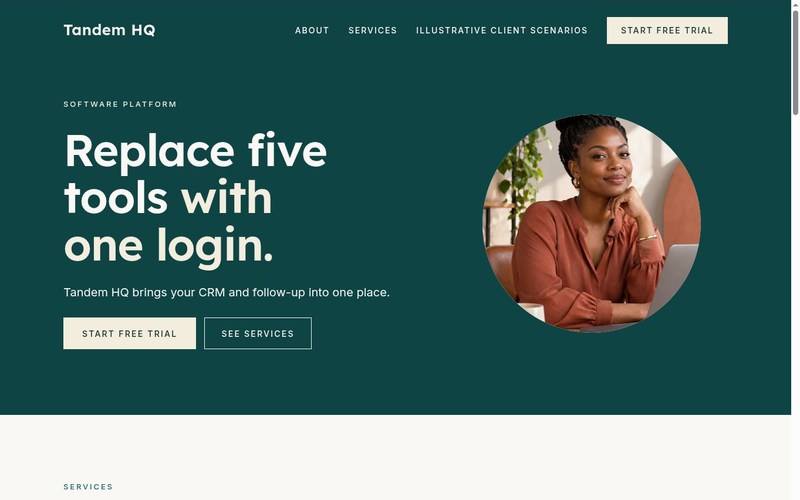 Tandem HQ
ABOUT
SERVICES
ILLUSTRATIVE CLIENT SCENARIOS
START FREE TRIAL
SOFTWARE PLATFORM
Replace five
tools with
one login.
Tandem HQ brings your CRM and follow-up into one place.
START FREE TRIAL
SEE SERVICES
SERVICES